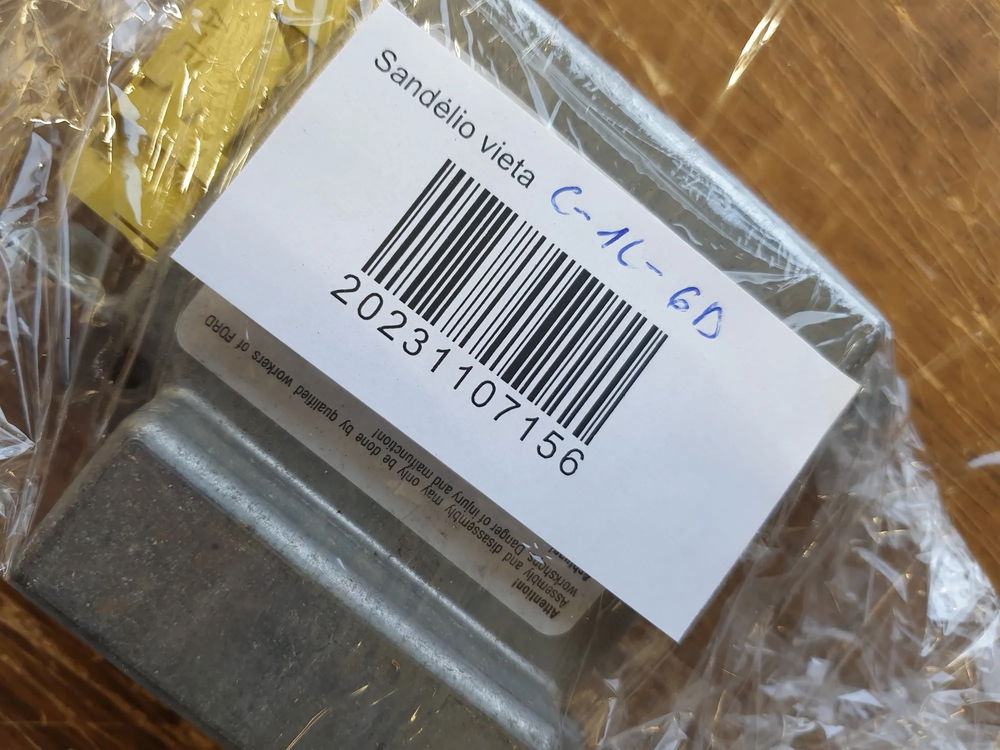 Sandėlio vieta C-1C-6D
20231107156
Attention!
Assembly and disassembly may only be done by qualified workers of FORD
workshops. Danger of injury and malfunction!